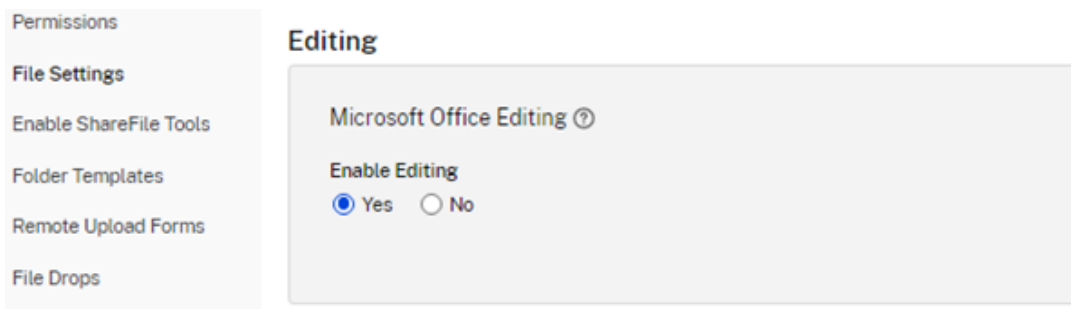 Permissions
File Settings
Enable ShareFile Tools
Folder Templates
Remote Upload Forms
File Drops
Editing
Microsoft Office Editing ?
Enable Editing
Yes No